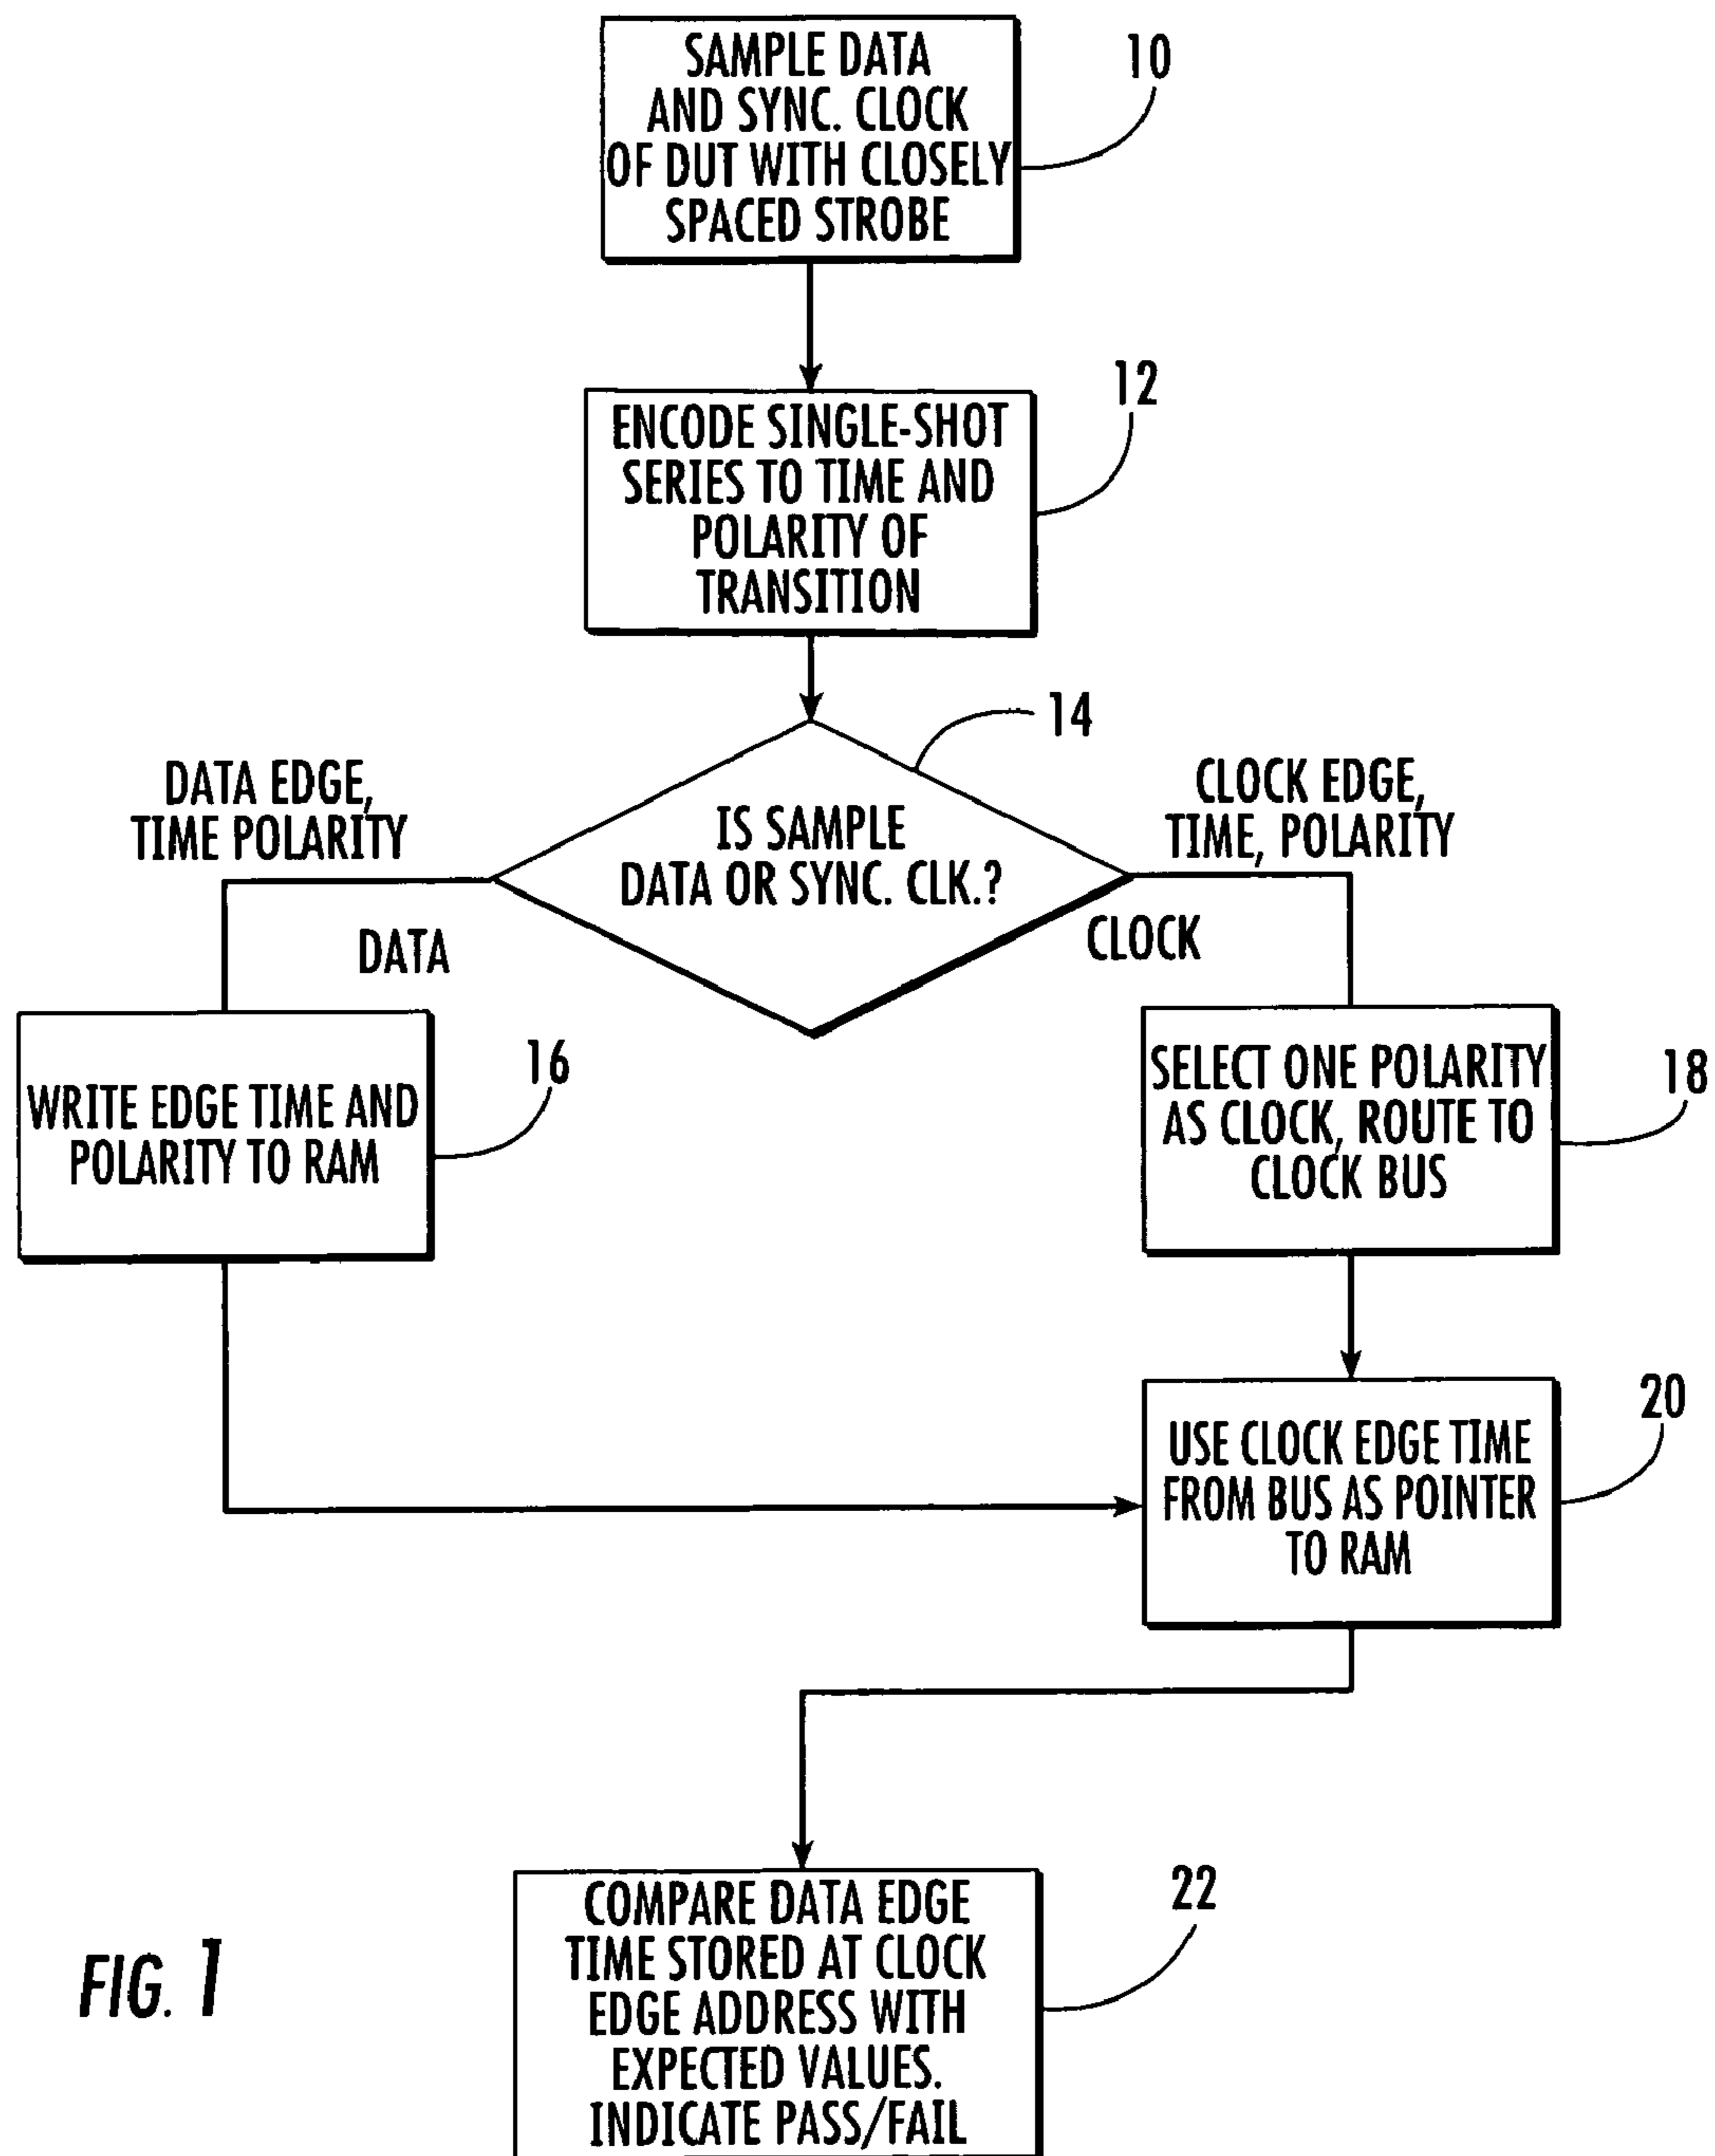 SAMPLE DATA
AND SYNC. CLOCK
OF DUT WITH CLOSELY
SPACED STROBE
10
ENCODE SINGLE-SHOT
SERIES TO TIME AND
POLARITY OF
TRANSITION
12
14
IS SAMPLE
DATA OR SYNC. CLK.?
DATA EDGE,
TIME POLARITY
DATA
CLOCK EDGE,
TIME, POLARITY
CLOCK
WRITE EDGE TIME AND
POLARITY TO RAM
16
SELECT ONE POLARITY
AS CLOCK, ROUTE TO
CLOCK BUS
18
USE CLOCK EDGE TIME
FROM BUS AS POINTER
TO RAM
20
COMPARE DATA EDGE
TIME STORED AT CLOCK
EDGE ADDRESS WITH
EXPECTED VALUES.
INDICATE PASS/FAIL
22
FIG. 1